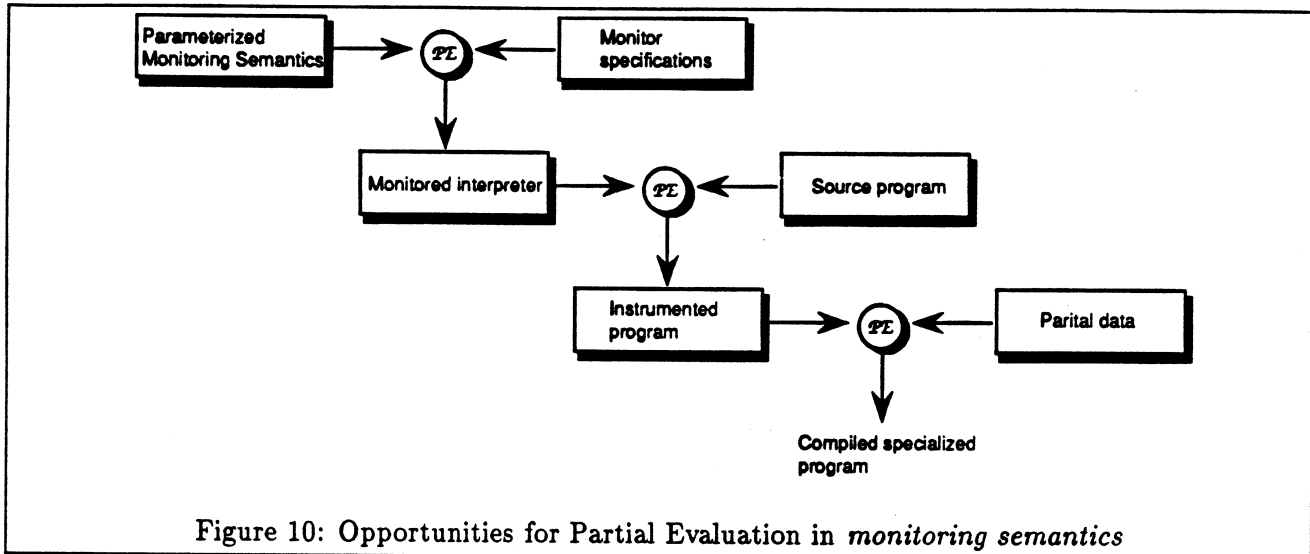 Parameterized
Monitoring Semantics
PE
Monitor
specifications
Monitored interpreter
PE
Source program
Instrumented
program
PE
Parital data
Compiled specialized
program
Figure 10: Opportunities for Partial Evaluation in monitoring semantics